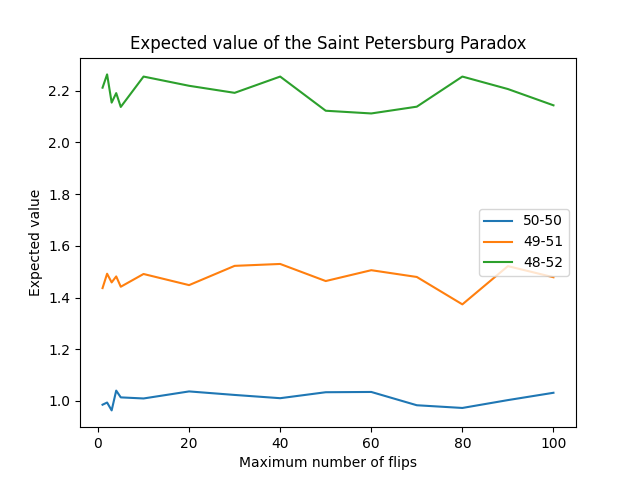 Expected value of the Saint Petersburg Paradox
Expected value
2.2
2.0
1.8
1.6
1.4
1.2
1.0
50-50
49-51
48-52
0 20 40 60 80 100
Maximum number of flips